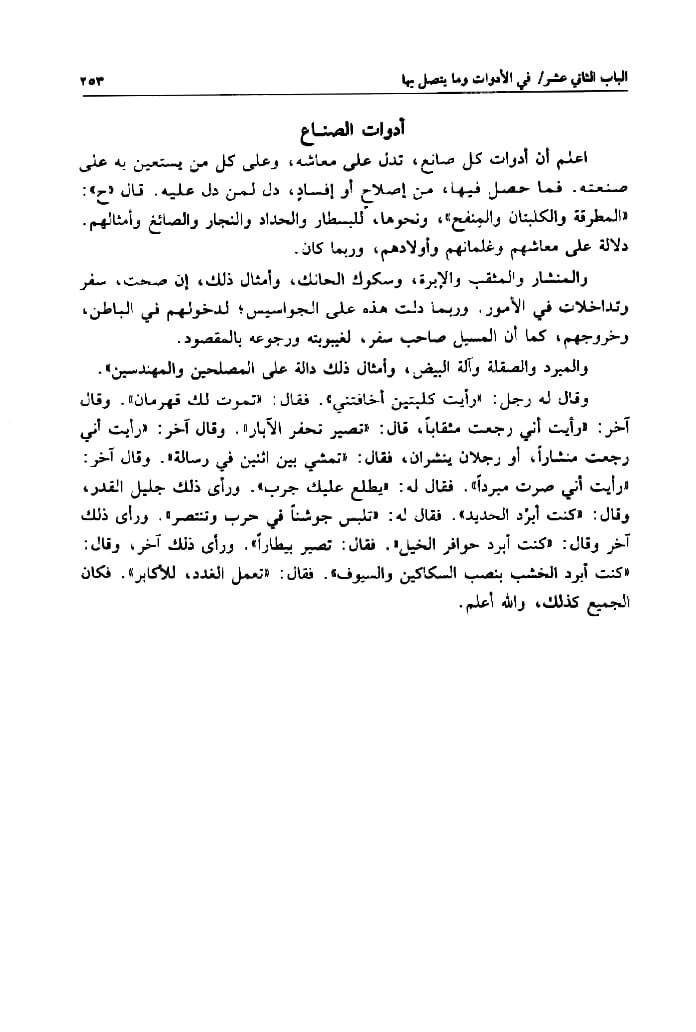 الباب الثاني عشر/ في الأدوات وما يتصل بها ٢٥٣
أدوات الصناع
اعلم أن أدوات كل صانع، تدل على معاشه، وعلى كل من يستعين به على
صنعته. فما حصل فيها، من إصلاح أو إفساد، دل لمن دل عليه. قال «ح»:
«المطرقة والكلبتان والمنفح»، ونحوها، للبسطار والحداد والنجار والصائغ وأمثالهم.
دلالة على معاشهم وغلمانهم وأولادهم، وربما كان.
والمنشار والمثقب والإبرة، وسكوك الحائك، وأمثال ذلك، إن صحت، سفر
وتداخلات في الأمور. وربما دلت هذه على الجواسيس؛ لدخولهم في الباطن،
وخروجهم، كما أن المسيل صاحب سفر، لغيبوبته ورجوعه بالمقصود.
والمبرد والصقلة وآلة البيض، وأمثال ذلك دالة على المصلحين والمهندسين».
وقال له رجل: «رأيت كلبتين أخافتني». فقال: «تموت لك قهرمان». وقال
آخر: «رأيت أني رجعت مثقاباً، قال: «تصير تحفر الآبار». وقال آخر: «رأيت أني
رجعت منشاراً، أو رجلان ينشران، فقال: «تمشي بين اثنين في رسالة». وقال آخر:
«رأيت أني صرت مبرداً». فقال له: «يطلع عليك جرب». ورأى ذلك جليل القدر،
وقال: «كنت أبرُد الحديد». فقال له: «تلبس جوشناً في حرب وتنتصر». ورأى ذلك
آخر وقال: «كنت أبرد حوافر الخيل». فقال: تصير بيطاراً». ورأى ذلك آخر، وقال:
«كنت أبرد الخشب بنصب السكاكين والسيوف». فقال: «تعمل الغدد، للأكابر». فكان
الجميع كذلك، والله أعلم.